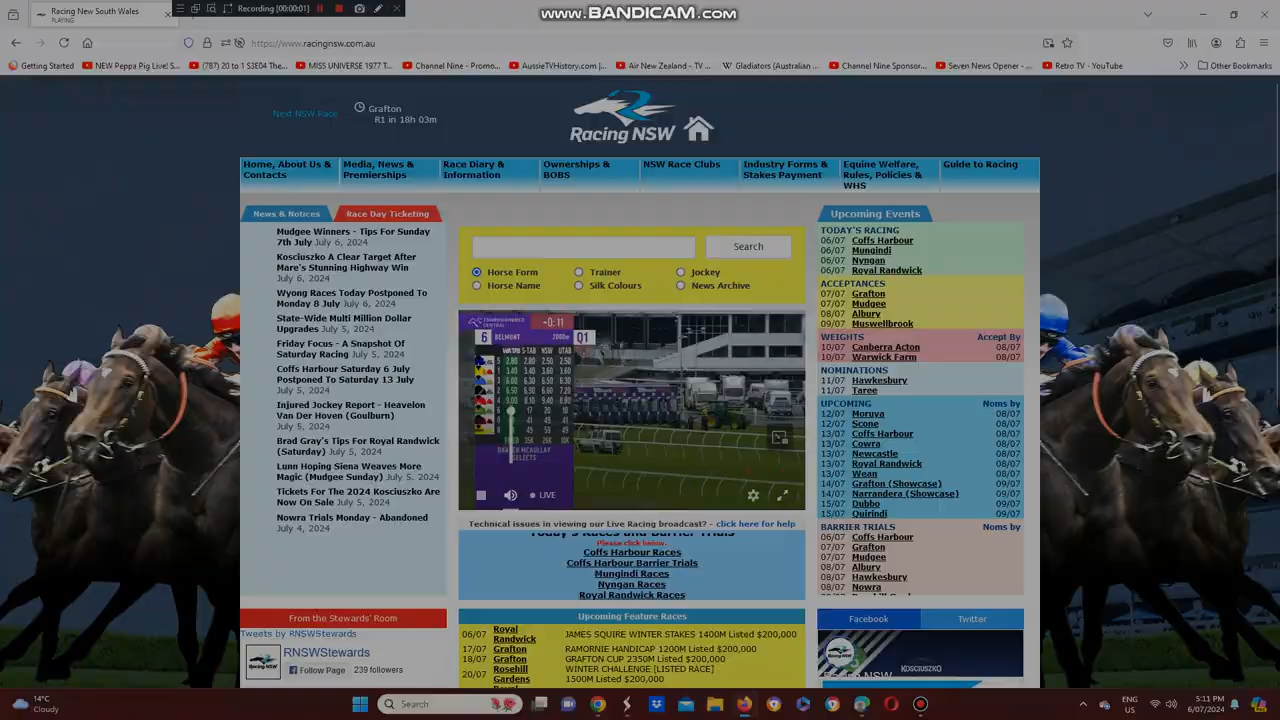 Racing New South Wales
PLAYING
Recording [00:00:01]
www.BANDICAM.com
https://www.racingnsw.com.au
Getting Started
NEW Peppa Pig Live! S...
(787) 20 to 1 S3E04 The...
MISS UNIVERSE 1977 T...
Channel Nine - Promo...
AussieTVHistory.com |...
Air New Zealand - TV ...
Gladiators (Australian ...
Channel Nine Sponsor...
Seven News Opener - ...
Retro TV - YouTube
Other Bookmarks
Next NSW Race
Grafton
R1 in 18h 03m
Racing NSW
Home, About Us &
Contacts
Media, News &
Premierships
Race Diary &
Information
Ownerships &
BOBS
NSW Race Clubs
Industry Forms &
Stakes Payment
Equine Welfare,
Rules, Policies &
WHS
Guide to Racing
News & Notices
Race Day Ticketing
Mudgee Winners - Tips For Sunday
7th July July 6, 2024
Kosciuszko A Clear Target After
Mare's Stunning Highway Win
July 6, 2024
Wyong Races Today Postponed To
Monday 8 July July 6, 2024
State-Wide Multi Million Dollar
Upgrades July 5, 2024
Friday Focus - A Snapshot Of
Saturday Racing July 5, 2024
Coffs Harbour Saturday 6 July
Postponed To Saturday 13 July
July 5, 2024
Injured Jockey Report - Heavelon
Van Der Hoven (Goulburn)
July 5, 2024
Brad Gray's Tips For Royal Randwick
(Saturday) July 5, 2024
Lunn Hoping Siena Weaves More
Magic (Mudgee Sunday) July 5, 2024
Tickets For The 2024 Kosciuszko Are
Now On Sale July 5, 2024
Nowra Trials Monday - Abandoned
July 4, 2024
Search
Horse Form
Trainer
Jockey
Horse Name
Silk Colours
News Archive
-0:11
6 BELMONT 2000m Q1
LIVE
Technical issues in viewing our Live Racing broadcast? - click here for help
Today's Races and Barrier Trials
Please click below.
Coffs Harbour Races
Coffs Harbour Barrier Trials
Mungindi Races
Nyngan Races
Royal Randwick Races
Upcoming Feature Races
06/07 Royal Randwick JAMES SQUIRE WINTER STAKES 1400M Listed $200,000
17/07 Grafton RAMORNIE HANDICAP 1200M Listed $200,000
18/07 Grafton GRAFTON CUP 2350M Listed $200,000
20/07 Rosehill Gardens WINTER CHALLENGE [LISTED RACE]
1500M Listed $200,000
Upcoming Events
TODAY'S RACING
06/07 Coffs Harbour
06/07 Mungindi
06/07 Nyngan
06/07 Royal Randwick
ACCEPTANCES
07/07 Grafton
07/07 Mudgee
08/07 Albury
09/07 Muswellbrook
WEIGHTS Accept By
10/07 Canberra Acton 08/07
10/07 Warwick Farm 08/07
NOMINATIONS
11/07 Hawkesbury
11/07 Taree
UPCOMING Noms by
12/07 Moruya 08/07
12/07 Scone 08/07
13/07 Coffs Harbour 08/07
13/07 Cowra 08/07
13/07 Newcastle 08/07
13/07 Royal Randwick 08/07
13/07 Wean 08/07
14/07 Grafton (Showcase) 09/07
14/07 Narrandera (Showcase) 09/07
15/07 Dubbo 09/07
15/07 Quirindi 09/07
BARRIER TRIALS Noms by
06/07 Coffs Harbour
07/07 Grafton
07/07 Mudgee
08/07 Albury
08/07 Hawkesbury
08/07 Nowra
From the Stewards' Room
Tweets by RNSWStewards
RNSWStewards
Follow Page 239 followers
Facebook
Twitter
KOSCIUSZKO
14°C
Cloudy
Search
ENG
US
5:11 PM
6/07/2024